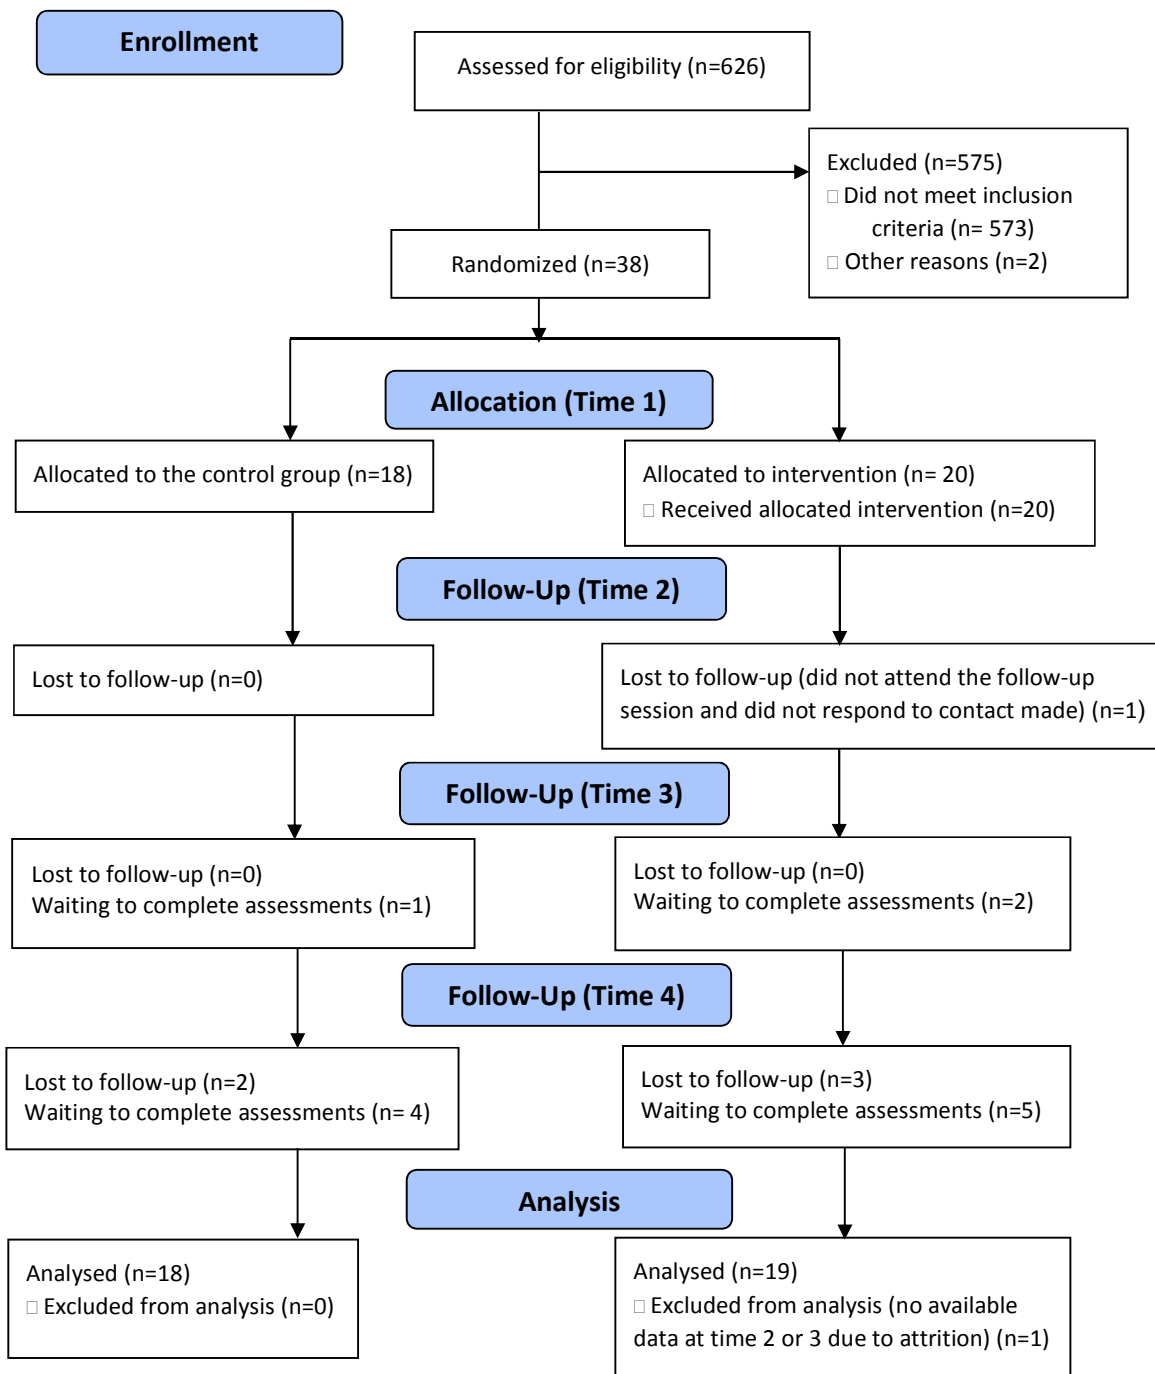 Enrollment
Assessed for eligibility (n=626)
Excluded (n=575)
□ Did not meet inclusion
criteria (n= 573)
□ Other reasons (n=2)
Randomized (n=38)
Allocation (Time 1)
Allocated to the control group (n=18)
Allocated to intervention (n= 20)
□ Received allocated intervention (n=20)
Follow-Up (Time 2)
Lost to follow-up (n=0)
Lost to follow-up (did not attend the follow-up
session and did not respond to contact made) (n=1)
Follow-Up (Time 3)
Lost to follow-up (n=0)
Waiting to complete assessments (n=1)
Lost to follow-up (n=0)
Waiting to complete assessments (n=2)
Follow-Up (Time 4)
Lost to follow-up (n=2)
Waiting to complete assessments (n= 4)
Lost to follow-up (n=3)
Waiting to complete assessments (n=5)
Analysis
Analysed (n=18)
□ Excluded from analysis (n=0)
Analysed (n=19)
□ Excluded from analysis (no available
data at time 2 or 3 due to attrition) (n=1)